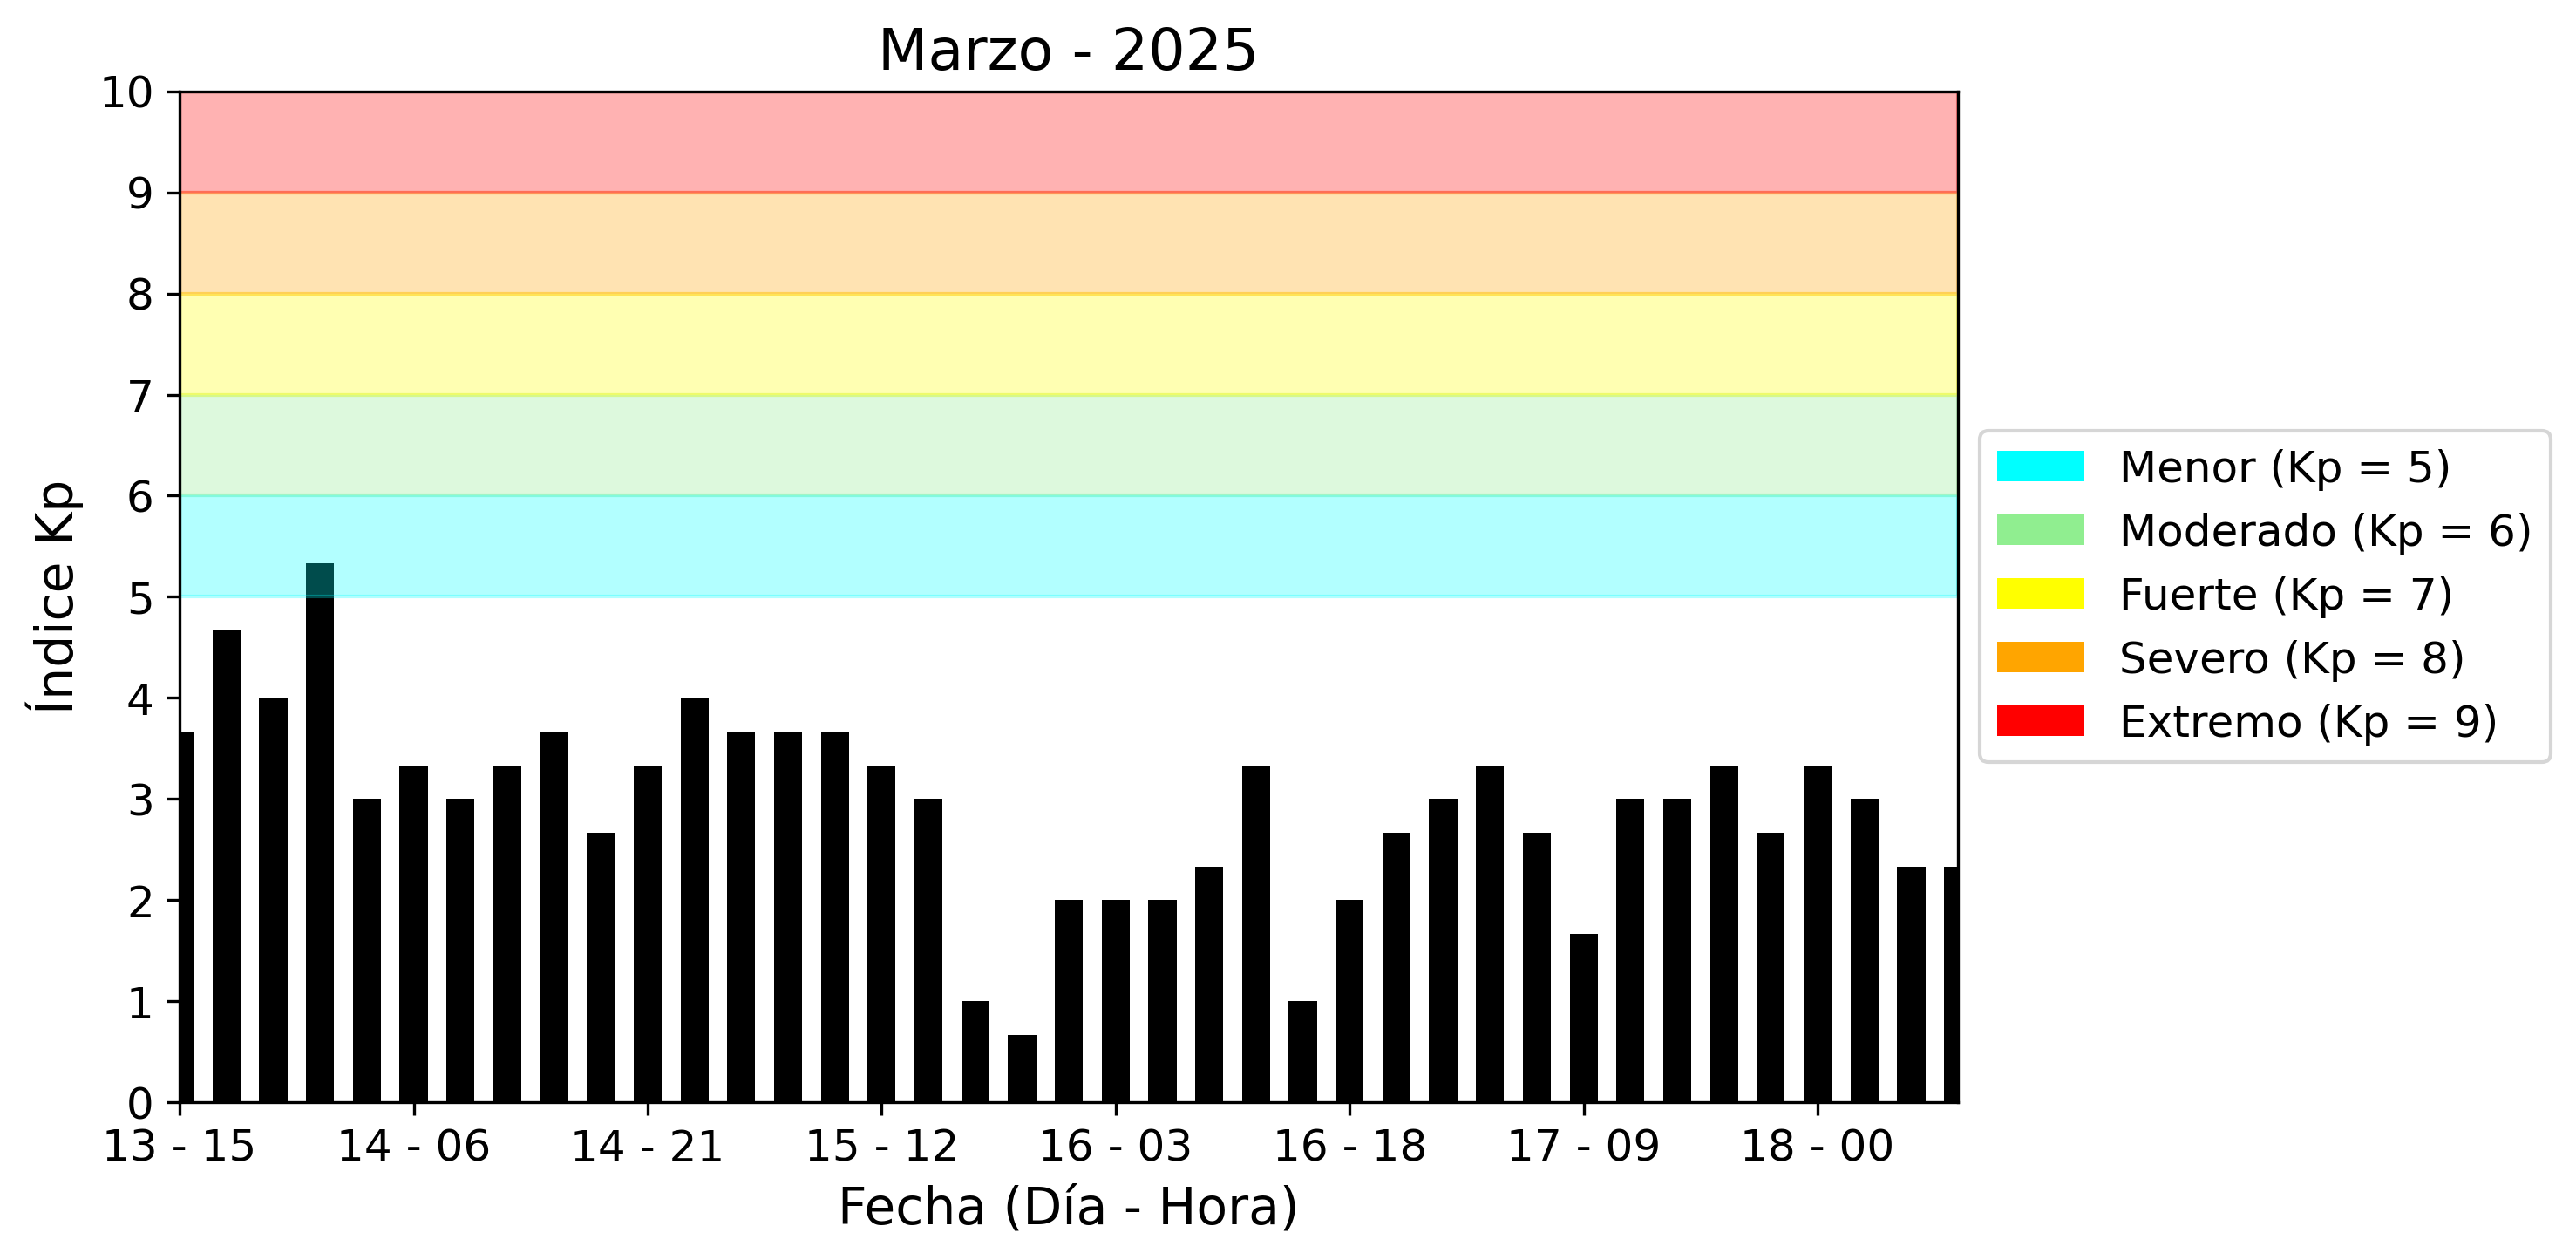 Marzo - 2025
10
9
8
7
6
5
4
3
2
1
0
Índice Kp
13 - 15
14 - 06
14 - 21
15 - 12
16 - 03
16 - 18
17 - 09
18 - 00
Fecha (Día - Hora)
Menor (Kp = 5)
Moderado (Kp = 6)
Fuerte (Kp = 7)
Severo (Kp = 8)
Extremo (Kp = 9)